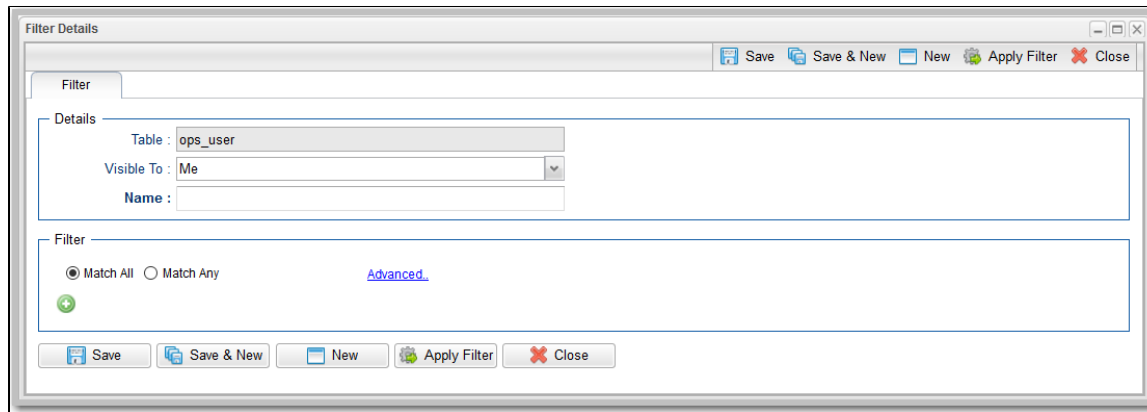 Filter Details
Save Save & New New Apply Filter Close
Filter
Details
Table : ops_user
Visible To : Me
Name :
Filter
Match All Match Any Advanced..
Save Save & New New Apply Filter Close